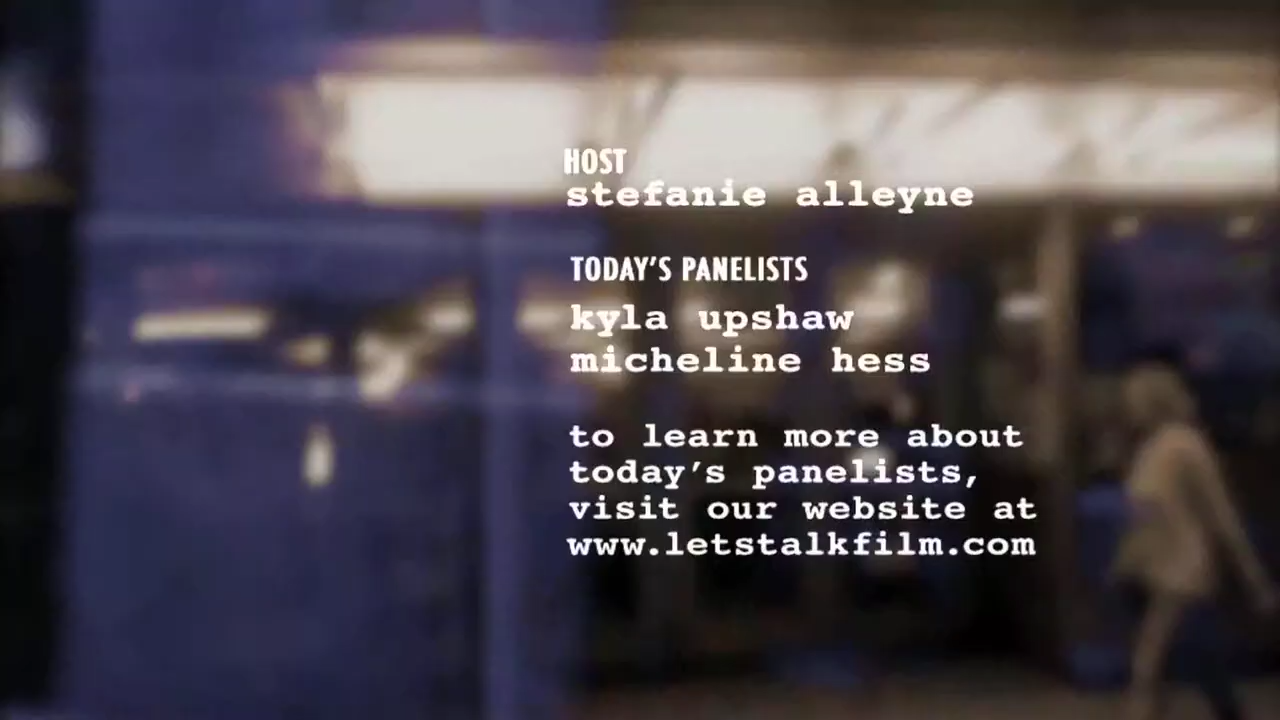 HOST
stefanie alleyne
TODAY'S PANELISTS
kyla upshaw
micheline hess
to learn more about
today's panelists,
visit our website at
www.letstalkfilm.com